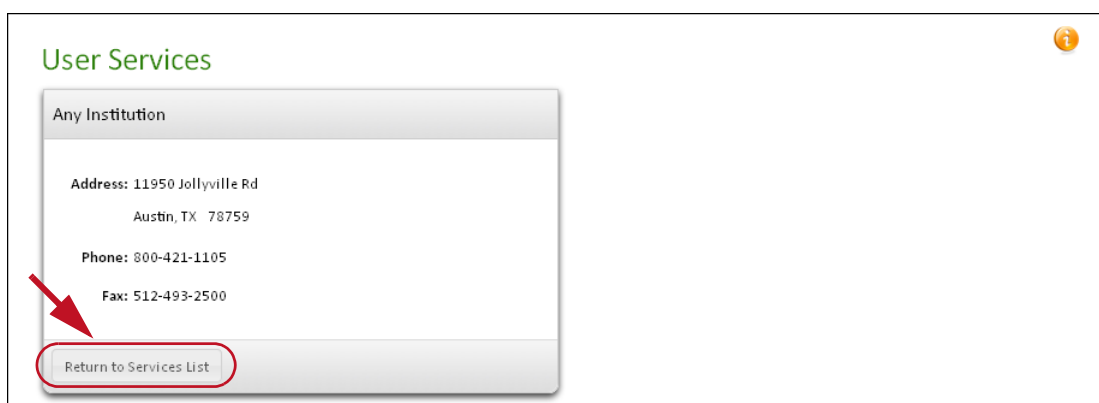 User Services
Any Institution
Address: 11950 Jollyville Rd
Austin, TX 78759
Phone: 800-421-1105
Fax: 512-493-2500
Return to Services List